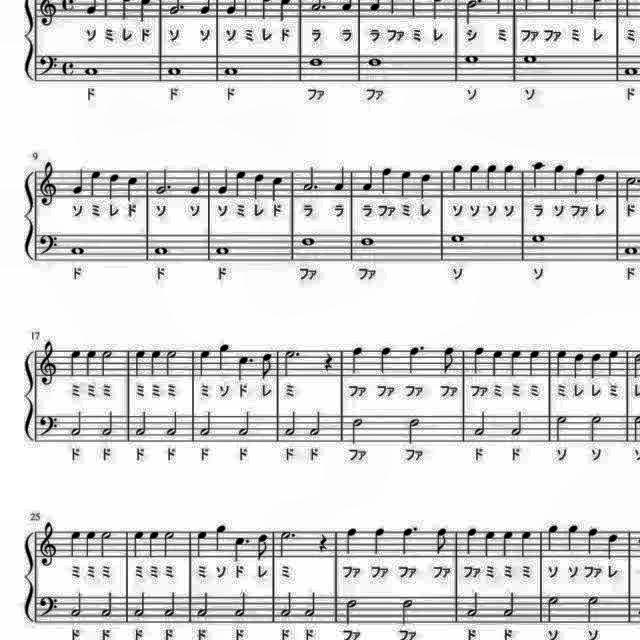 ソ ミ レ ド ソ ソ ソ ミ レ ド ラ ラ ラ ファ ミ レ シ ミ ファ ファ ミ レ ミ
ド ド ド ファ ファ ソ ソ ド
9
ソ ミ レ ド ソ ソ ソ ミ レ ド ラ ラ ラ ファ ミ レ ソ ソ ソ ソ ラ ソ ファ レ ド
ド ド ド ファ ファ ソ ソ ド
17
ミ ミ ミ ミ ミ ミ ミ ソ ド レ ミ ファ ファ ファ ファ ファ ミ ミ ミ ミ レ レ ミ
ド ド ド ド ド ド ド ド ファ ファ ド ド ソ ソ
25
ミ ミ ミ ミ ミ ミ ミ ソ ド レ ミ ファ ファ ファ ファ ファ ミ ミ ミ ソ ソ ファ レ
ド ド ド ド ド ド ド ド ファ ファ ド ド ソ ソ